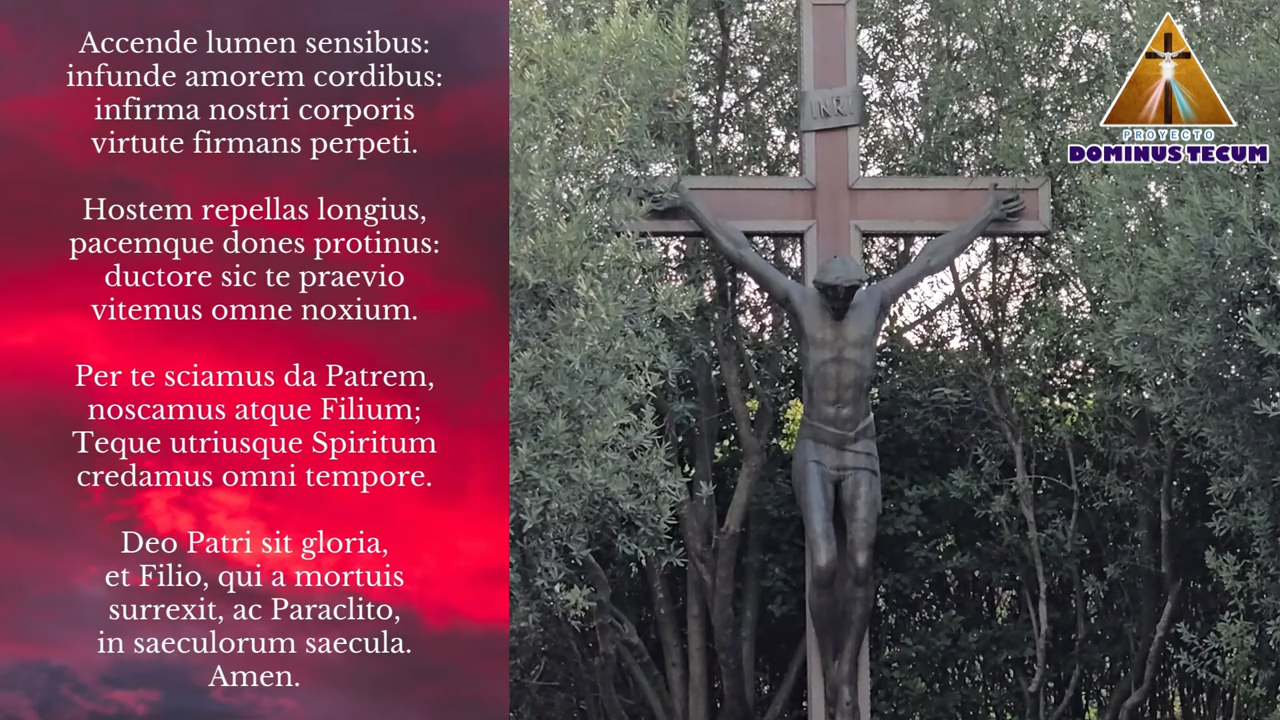 Accende lumen sensibus:
infunde amorem cordibus:
infirma nostri corporis
virtute firmans perpeti.
Hostem repellas longius,
pacemque dones protinus:
ductore sic te praevio
vitemus omne noxium.
Per te sciamus da Patrem,
noscamus atque Filium;
Teque utriusque Spiritum
credamus omni tempore.
Deo Patri sit gloria,
et Filio, qui a mortuis
surrexit, ac Paraclito,
in saeculorum saecula.
Amen.
INRI
PROYECTO
DOMINUS TECUM